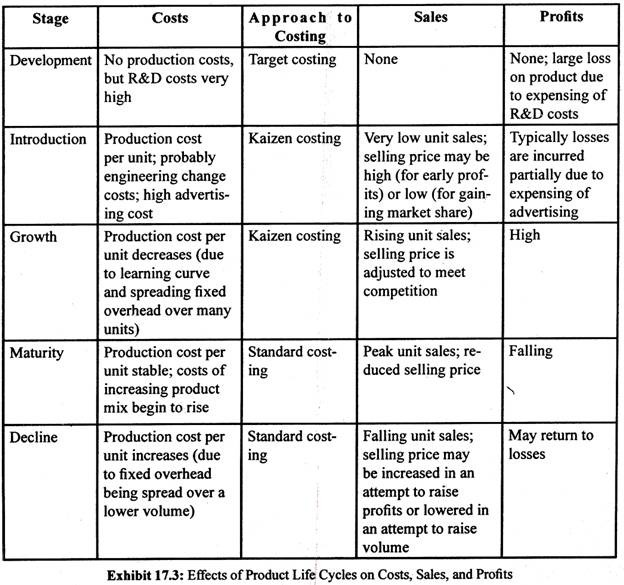 Stage Costs Approach to Sales Profits
Costing
Development No production costs, Target costing None None; large loss
but R&D costs very on product due
high to expensing of
R&D costs
Introduction Production cost Kaizen costing Very low unit sales; Typically losses
per unit; probably selling price may be are incurred
engineering change high (for early prof- partially due to
costs; high advertis- its) or low (for gain- expensing of
ing cost ing market share) advertising
Growth Production cost per Kaizen costing Rising unit sales; High
unit decreases (due selling price is
to learning curve adjusted to meet
and spreading fixed competition
overhead over many
units)
Maturity Production cost per Standard cost- Peak unit sales; re- Falling
unit stable; costs of ing duced selling price
increasing product
mix begin to rise
Decline Production cost per Standard cost- Falling unit sales; May return to
unit increases (due ing selling price may losses
to fixed overhead be increased in an
being spread over a attempt to raise
lower volume) profits or lowered in
an attempt to raise
volume
Exhibit 17.3: Effects of Product Life Cycles on Costs, Sales, and Profits